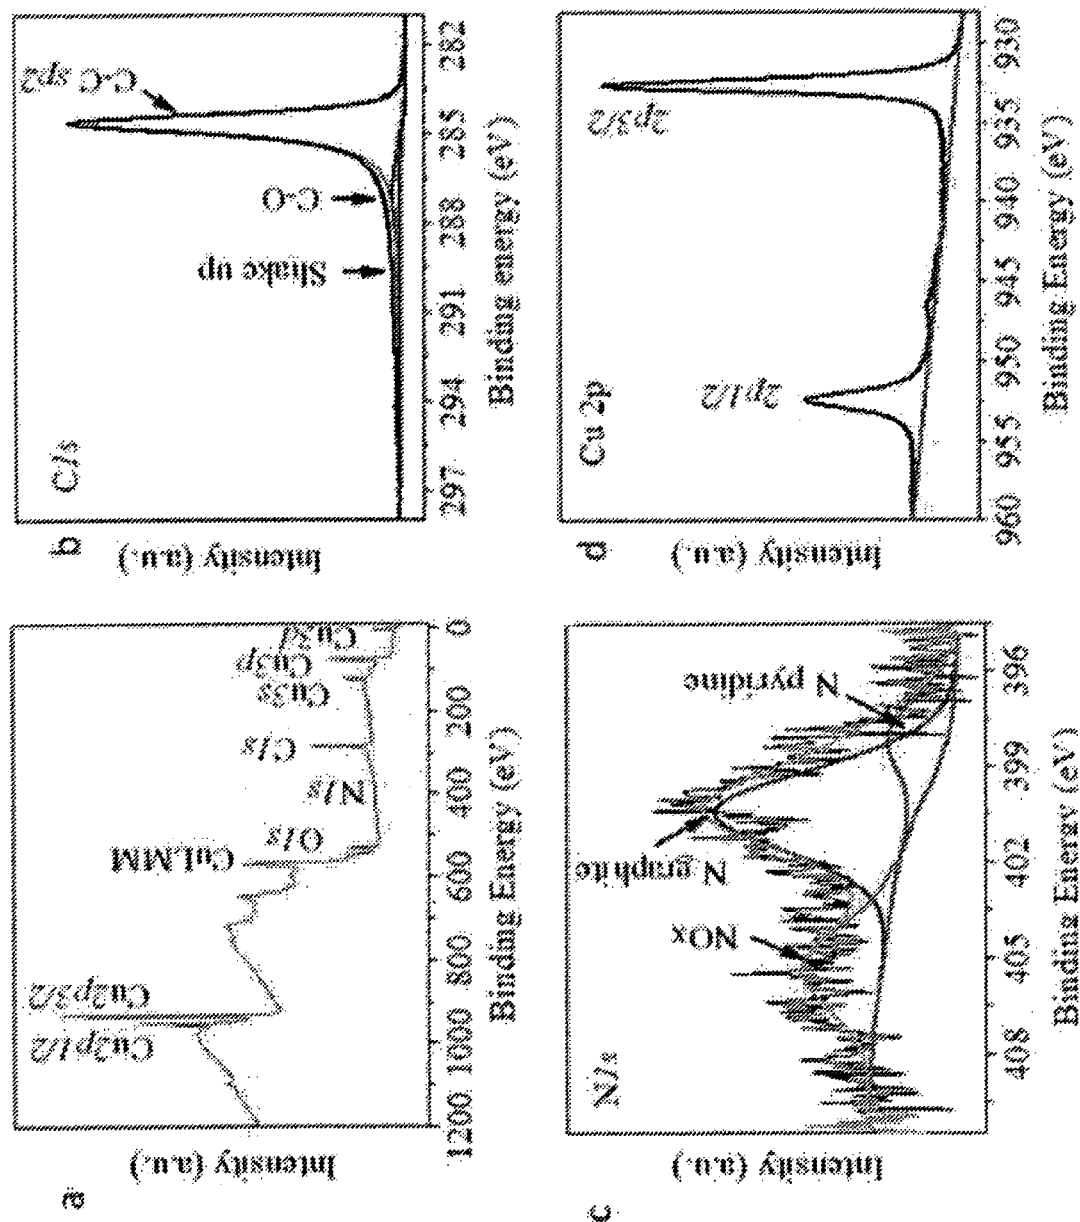 a
Intensity (a.u.)
Cu2p1/2
Cu2p3/2
CuLMM
O1s
N1s
C1s
Cu3s
Cu3p
Cu3d
1200 1000 800 600 400 200 0
Binding Energy (eV)
b
Intensity (a.u.)
C1s
Shake up
C-O
C-C sp2
297 294 291 288 285 282
Binding energy (eV)
c
Intensity (a.u.)
N1s
NOx
N graphite
N pyridine
408 405 402 399 396
Binding Energy (eV)
d
Intensity (a.u.)
Cu 2p
2p1/2
2p3/2
960 955 950 945 940 935 930
Binding Energy (eV)